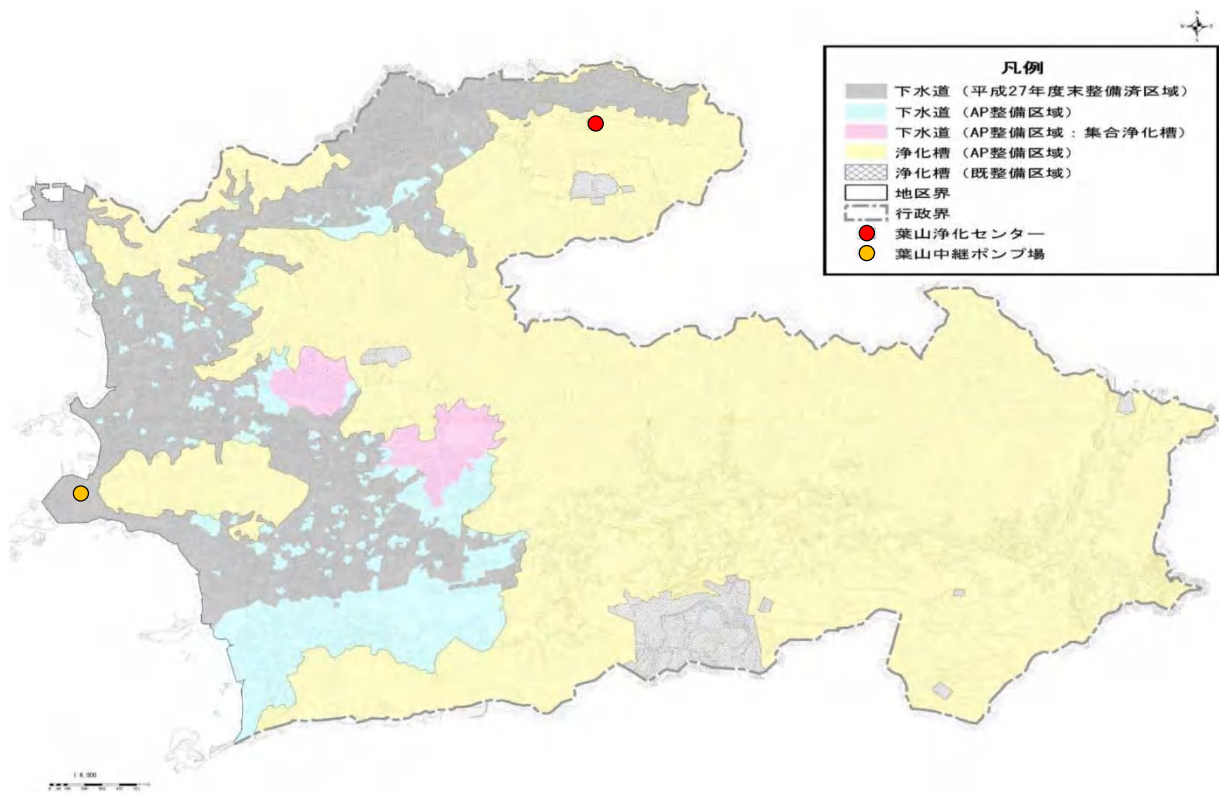 凡例
下水道（平成27年度末整備済区域）
下水道（AP整備区域）
下水道（AP整備区域：集合浄化槽）
浄化槽（AP整備区域）
浄化槽（既整備区域）
地区界
行政界
葉山浄化センター
葉山中継ポンプ場